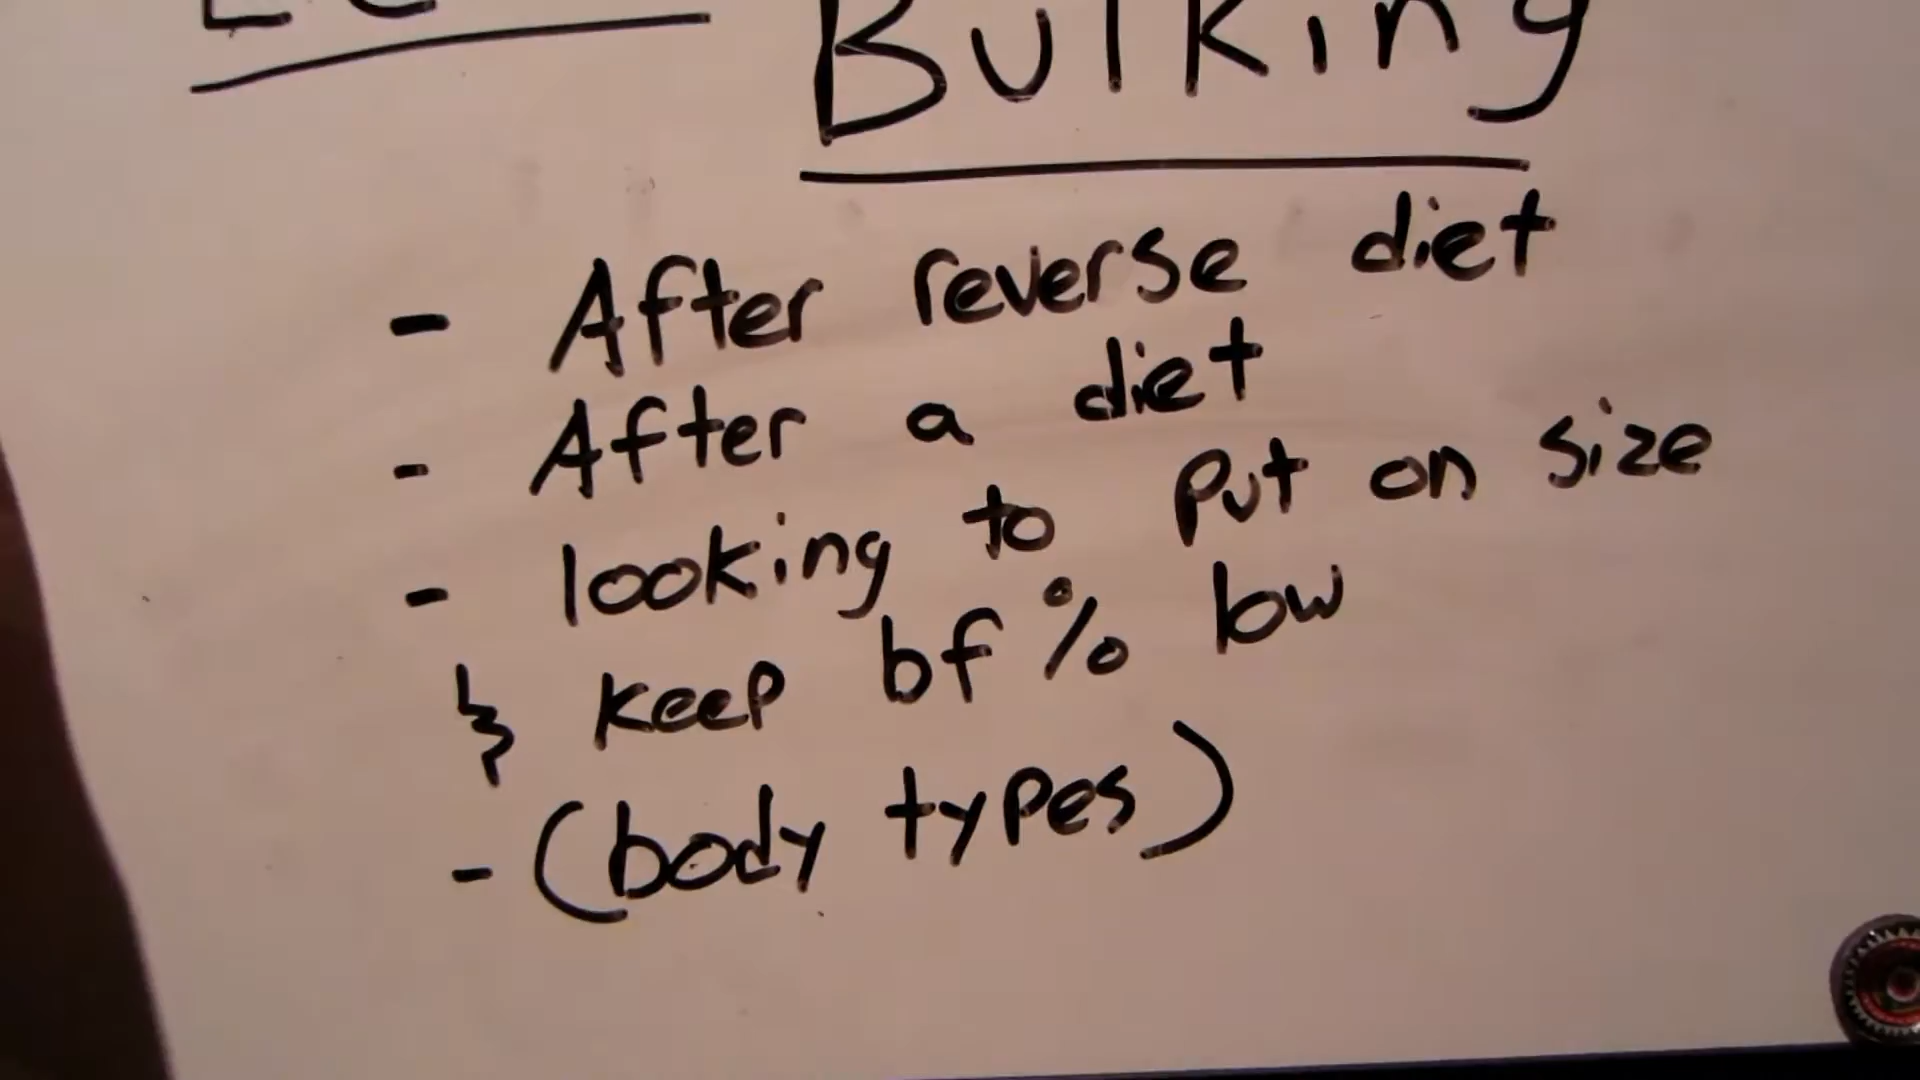 Bulking
- After reverse diet
- After a diet
- looking to put on size
& keep bf % low
- (body types)